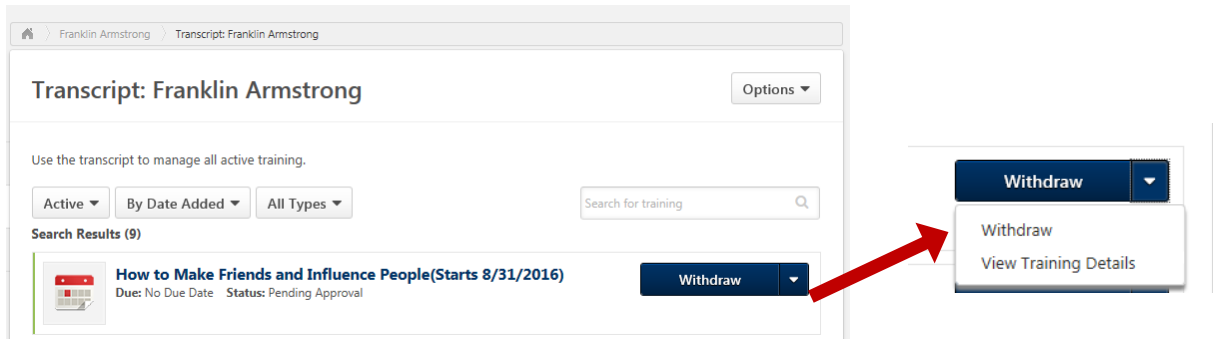 Franklin Armstrong Transcript: Franklin Armstrong
Transcript: Franklin Armstrong
Options
Use the transcript to manage all active training.
Active By Date Added All Types Search for training
Search Results (9)
How to Make Friends and Influence People(Starts 8/31/2016)
Due: No Due Date Status: Pending Approval
Withdraw
Withdraw
Withdraw
View Training Details